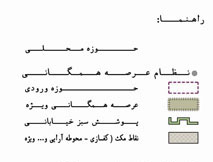 راهنما:
حوزه محلی
نظام عرصه همگانی
حوزه ورودی
عرصه همگانی ویژه
پوشش سبز خیابانی
نقاط مکث ( کفسازی - محوطه آرایی و... ویژه